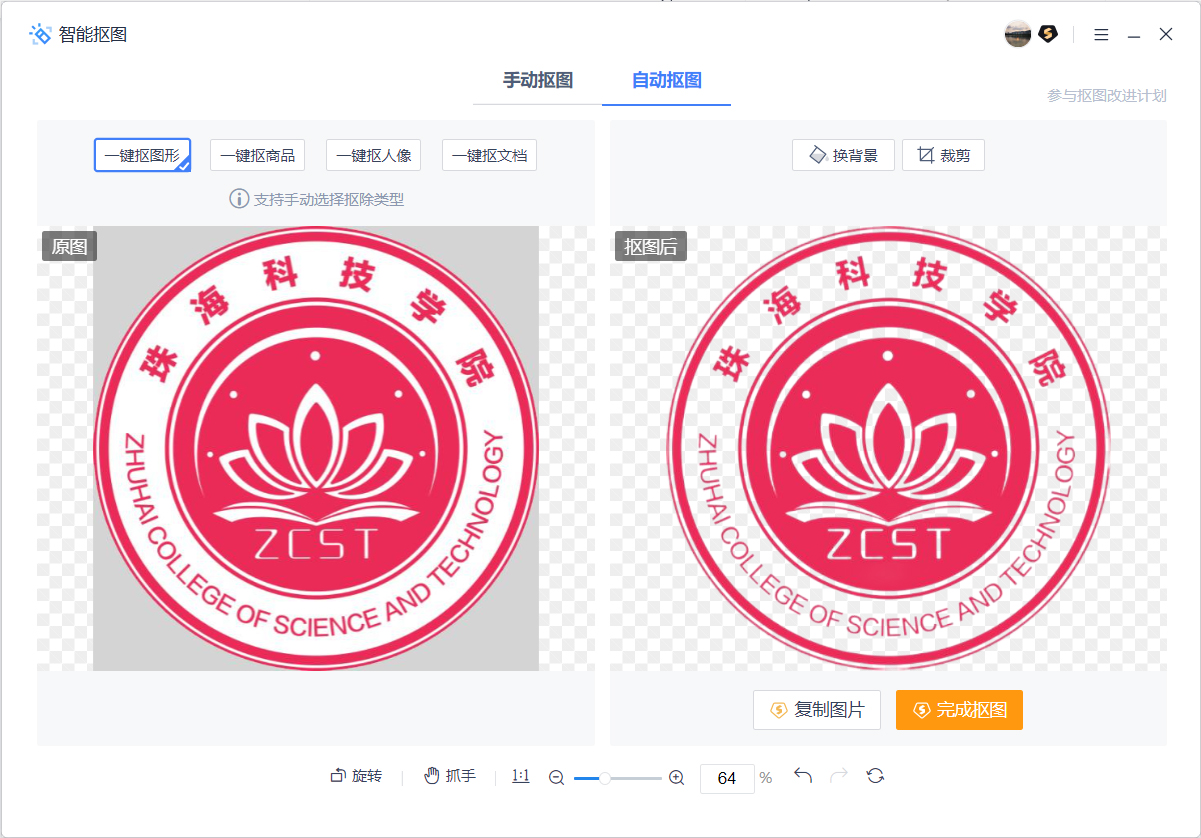 智能抠图
手动抠图
自动抠图
参与抠图改进计划
一键抠图形
一键抠商品
一键抠人像
一键抠文档
支持手动选择抠除类型
换背景
裁剪
原图
珠海科技学院
ZCST
ZHUHAI COLLEGE OF SCIENCE AND TECHNOLOGY
抠图后
珠海科技学院
ZCST
ZHUHAI COLLEGE OF SCIENCE AND TECHNOLOGY
复制图片
完成抠图
旋转
抓手
1:1
64
%